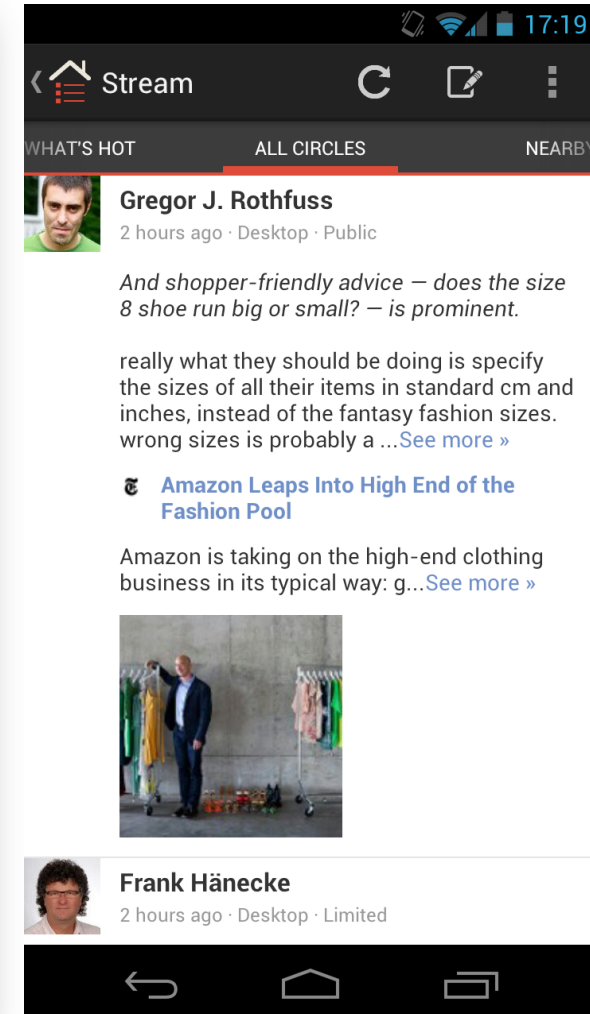 17:19
Stream
WHAT'S HOT
ALL CIRCLES
NEARBY
Gregor J. Rothfuss
2 hours ago · Desktop · Public
And shopper-friendly advice — does the size
8 shoe run big or small? — is prominent.
really what they should be doing is specify
the sizes of all their items in standard cm and
inches, instead of the fantasy fashion sizes.
wrong sizes is probably a ...See more »
Amazon Leaps Into High End of the
Fashion Pool
Amazon is taking on the high-end clothing
business in its typical way: g...See more »
Frank Hänecke
2 hours ago · Desktop · Limited